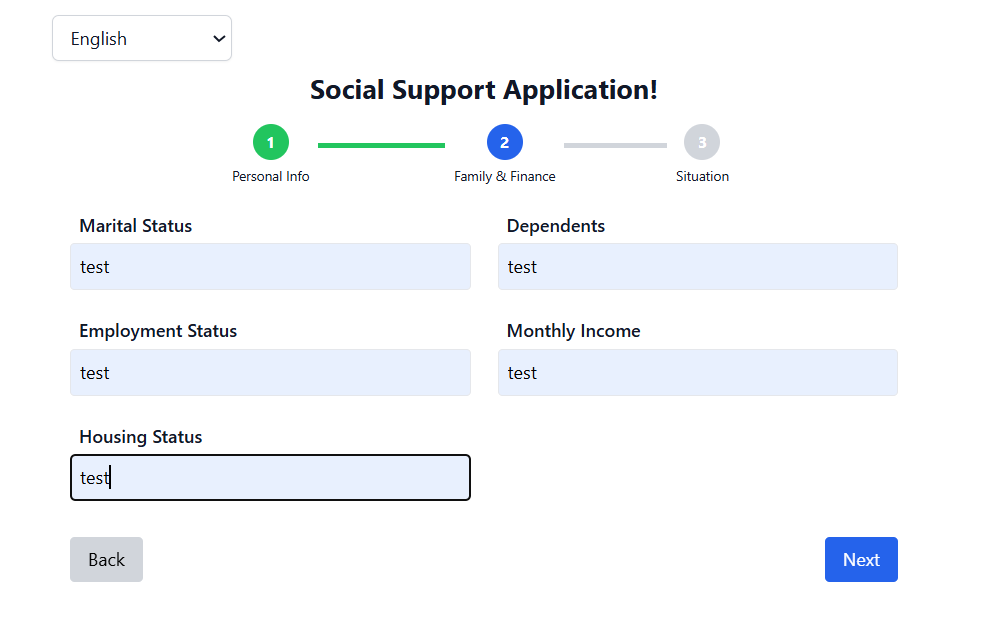 English
Social Support Application!
1 2 3
Personal Info Family & Finance Situation
Marital Status Dependents
test test
Employment Status Monthly Income
test test
Housing Status
test
Back Next